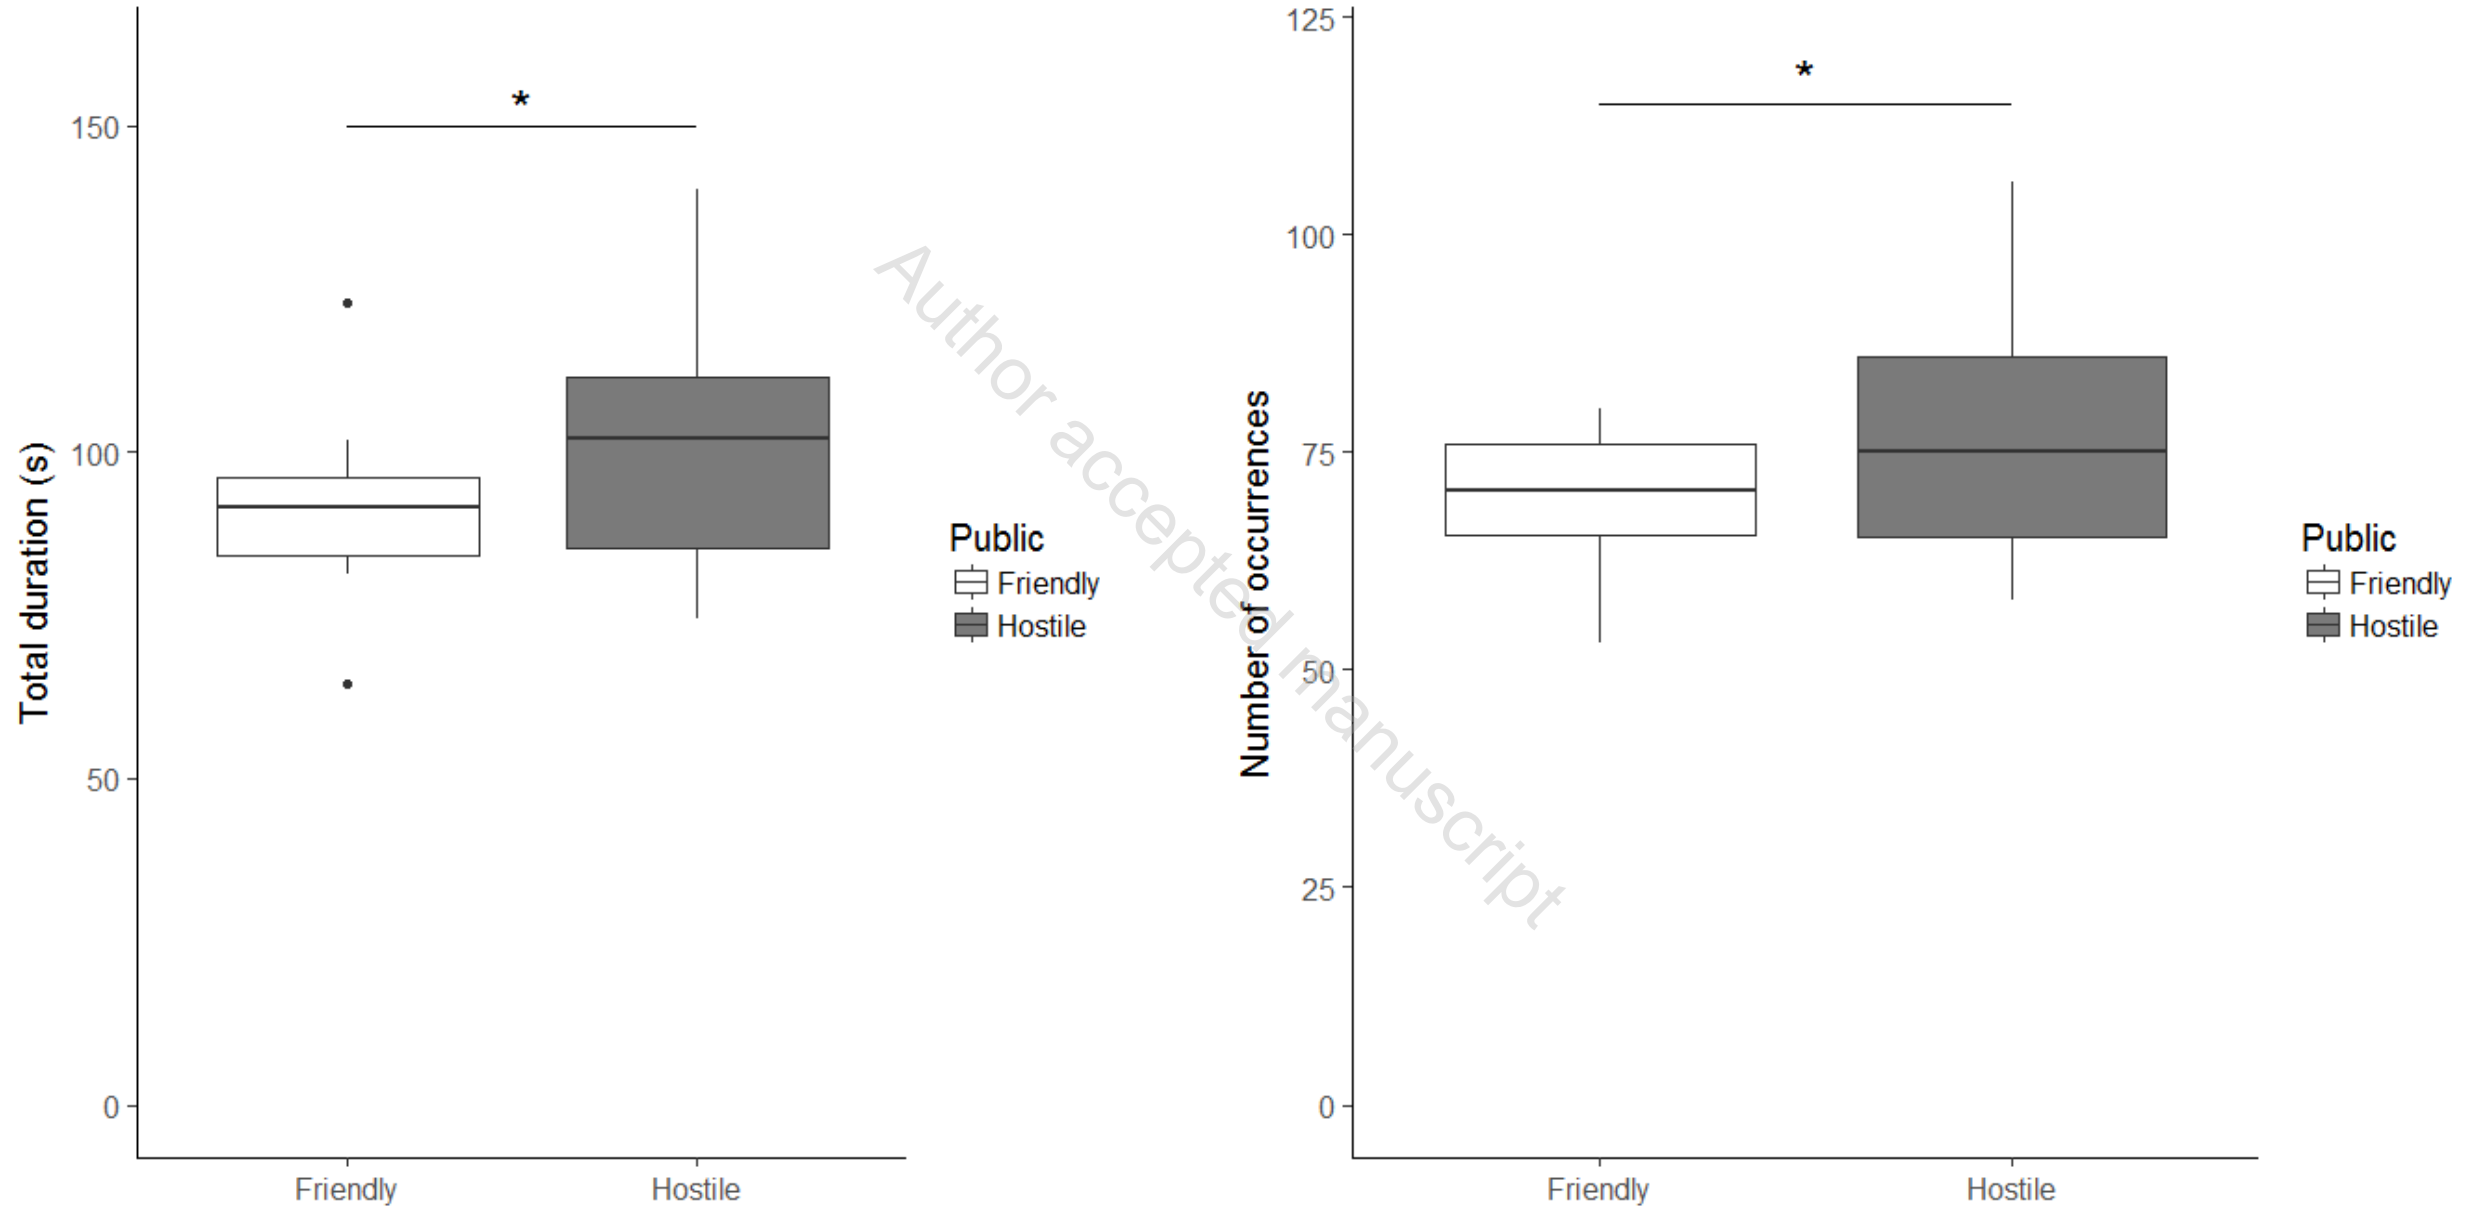 Total duration (s)
150
100
50
0
*
Friendly
Hostile
Public
Friendly
Hostile
Author accepted manuscript
Number of occurrences
125
100
75
50
25
0
*
Friendly
Hostile
Public
Friendly
Hostile